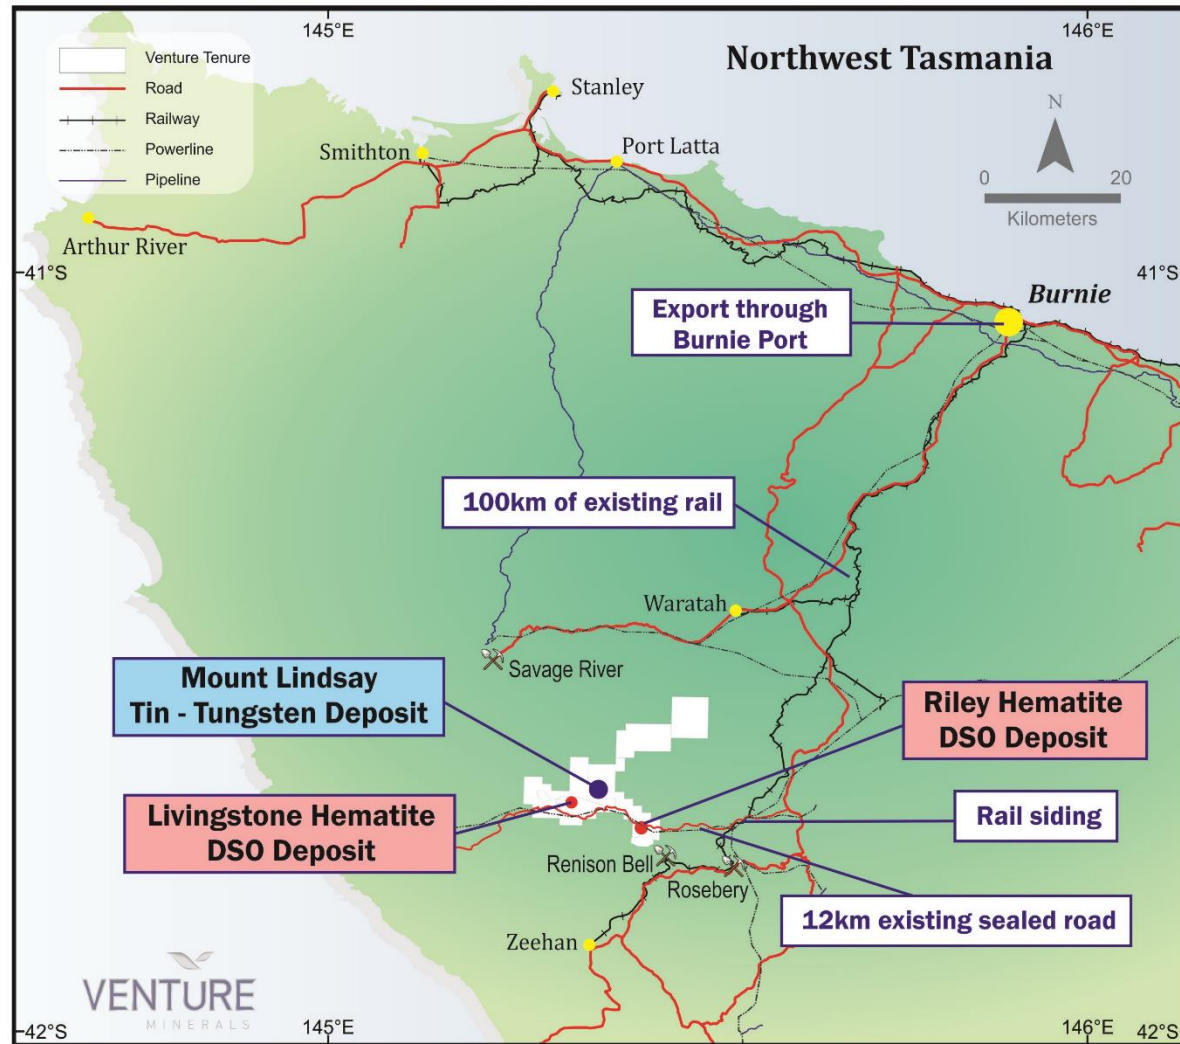 145°E
146°E
Northwest Tasmania
Venture Tenure
Road
Railway
Powerline
Pipeline
N
0
20
Kilometers
Stanley
Smithton
Port Latta
Arthur River
41°S
41°S
Burnie
Export through
Burnie Port
100km of existing rail
Waratah
Savage River
Mount Lindsay
Tin - Tungsten Deposit
Riley Hematite
DSO Deposit
Livingstone Hematite
DSO Deposit
Rail siding
Renison Bell
Rosebery
12km existing sealed road
Zeehan
VENTURE
MINERALS
42°S
145°E
146°E
42°S